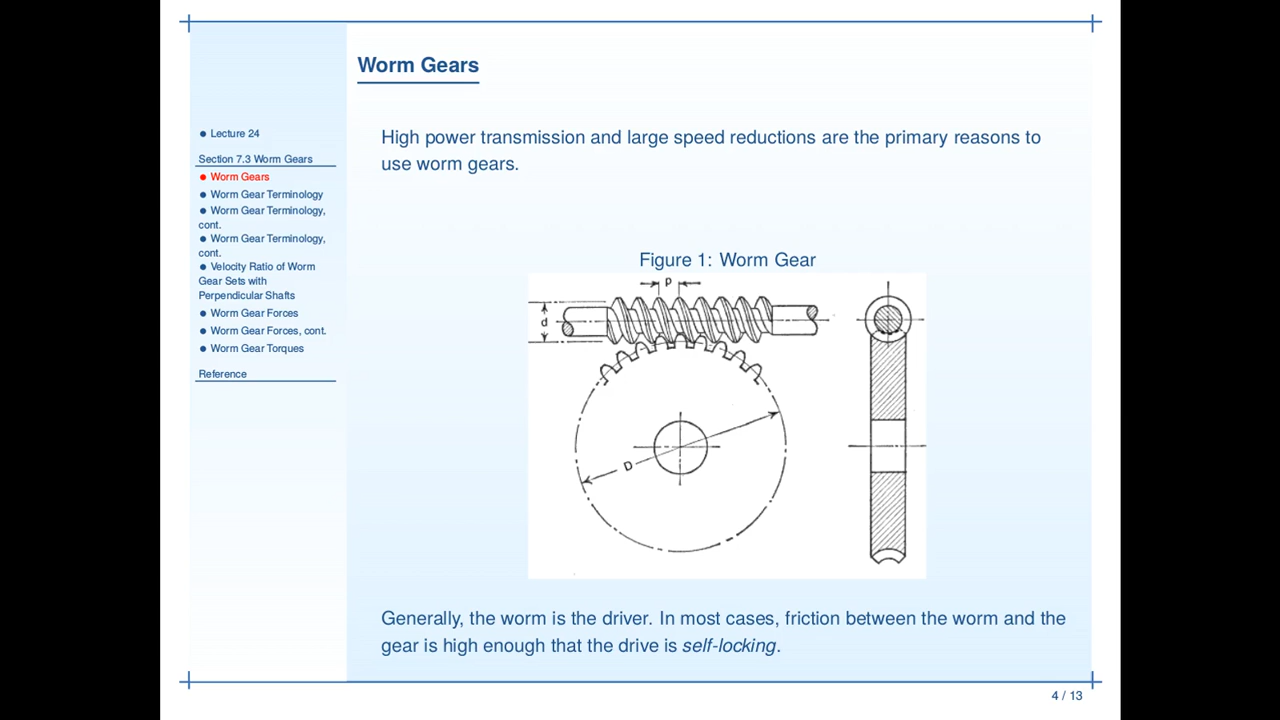 Worm Gears
● Lecture 24
Section 7.3 Worm Gears
● Worm Gears
● Worm Gear Terminology
● Worm Gear Terminology,
cont.
● Worm Gear Terminology,
cont.
● Velocity Ratio of Worm
Gear Sets with
Perpendicular Shafts
● Worm Gear Forces
● Worm Gear Forces, cont.
● Worm Gear Torques
Reference
High power transmission and large speed reductions are the primary reasons to
use worm gears.
Figure 1: Worm Gear
p
d
D
Generally, the worm is the driver. In most cases, friction between the worm and the
gear is high enough that the drive is self-locking.
4 / 13